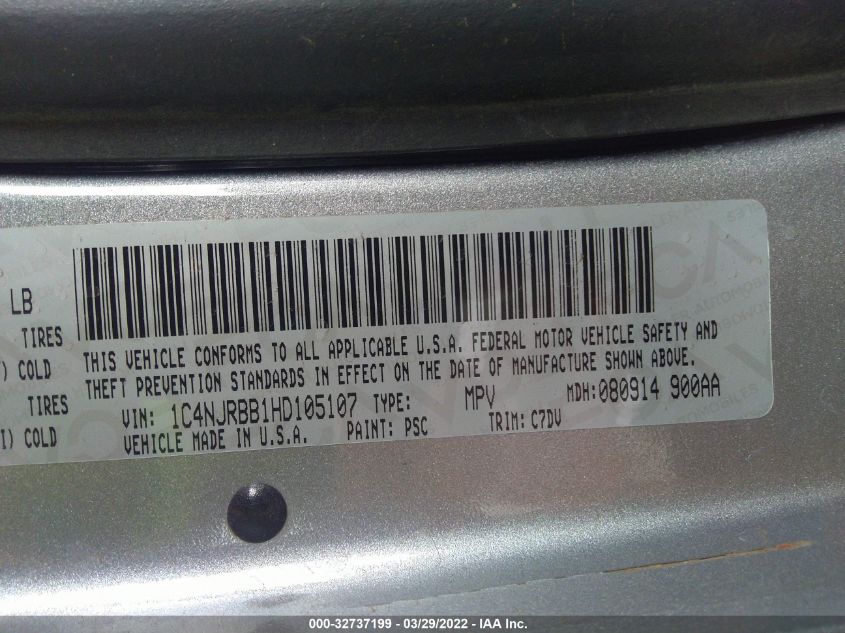 LB
TIRES
) COLD
TIRES
I) COLD
THIS VEHICLE CONFORMS TO ALL APPLICABLE U.S.A. FEDERAL MOTOR VEHICLE SAFETY AND
THEFT PREVENTION STANDARDS IN EFFECT ON THE DATE OF MANUFACTURE SHOWN ABOVE.
VIN: 1C4NJRBB1HD105107 TYPE: MPV MDH:080914 900AA
VEHICLE MADE IN U.S.A. PAINT: PSC TRIM: C7DV
000-32737199 - 03/29/2022 - IAA Inc.